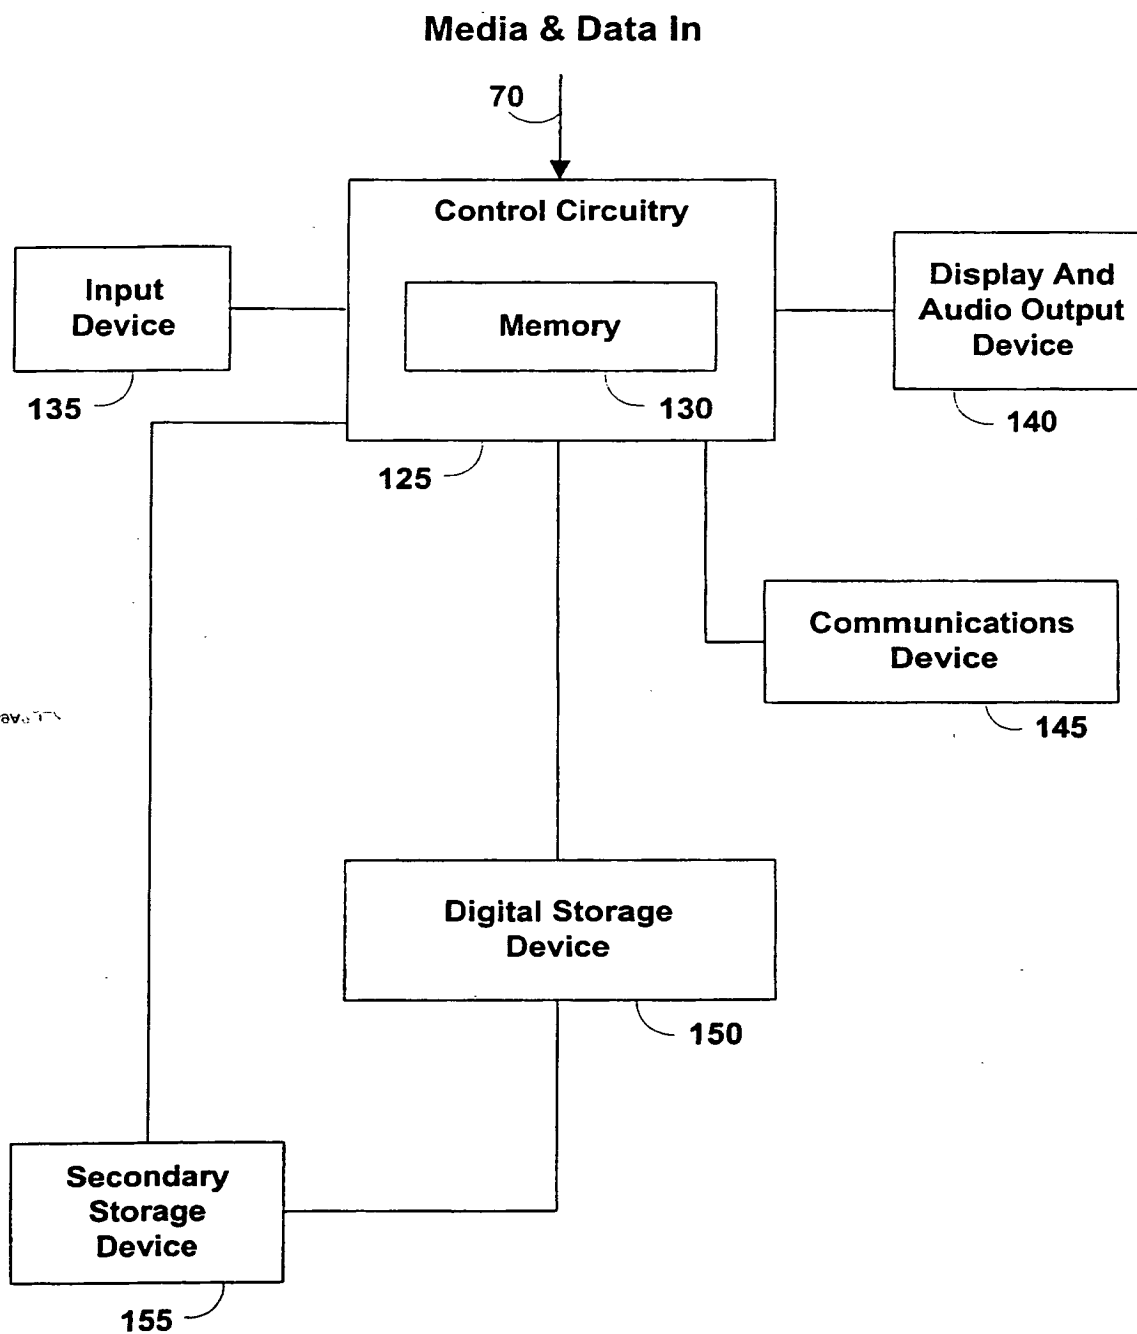 Media & Data In
70
Control Circuitry
Input
Device
Memory
Display And
Audio Output
Device
135
130
140
125
Communications
Device
145
Digital Storage
Device
150
Secondary
Storage
Device
155